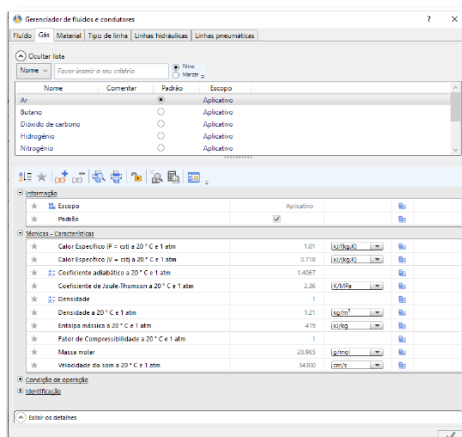 Gerenciador de fluidos e condutores
? X
Fluído Gás Material Tipo de linha Linhas hidráulicas Linhas pneumáticas
Ocultar lista
Nome Favor inserir o seu critério Filtro
Marcar
Nome Comentar Padrão Escopo
Ar Aplicativo
Butano Aplicativo
Dióxido de carbono Aplicativo
Hidrogênio Aplicativo
Nitrogênio Aplicativo
Informação
Escopo Aplicativo
Padrão
Técnicas - Características
Calor Específico (P = cst) a 20 ° C e 1 atm 1.01 kJ/(kg.K)
Calor Específico (V = cst) a 20 ° C e 1 atm 0.718 kJ/(kg.K)
Coeficiente adiabático a 20 ° C e 1 atm 1.4067
Coeficiente de Joule-Thomson a 20 ° C e 1 atm 2.36 K/MPa
Densidade 1
Densidade a 20 ° C e 1 atm 1.21 kg/m³
Entalpa mássica a 20 ° C e 1 atm 419 kJ/kg
Fator de Compressibilidade a 20 ° C e 1 atm 1
Massa molar 28.965 g/mol
Velocidade do som a 20 ° C e 1 atm 34300 cm/s
Condição de operação
Identificação
Exibir os detalhes